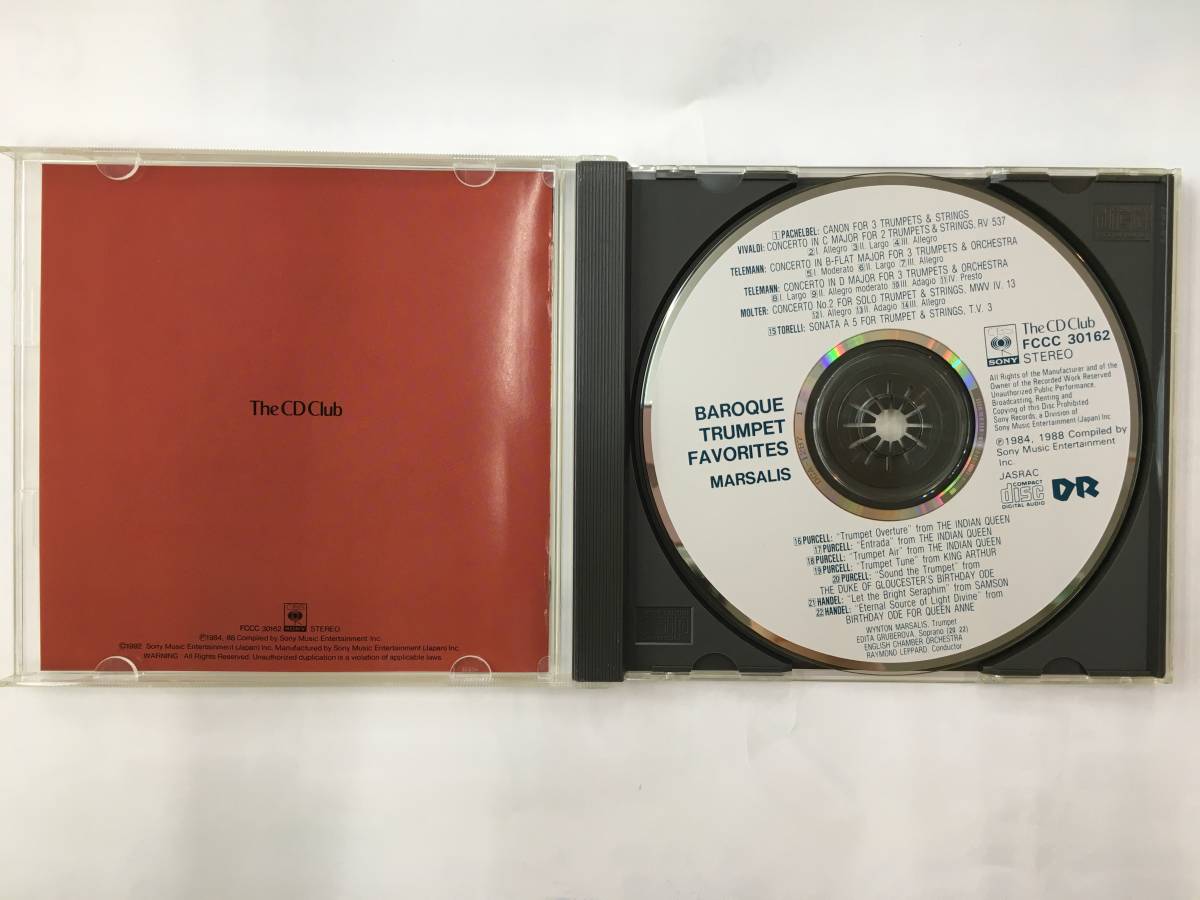 The CD Club
FCCC 30162 SONY STEREO
℗1984, 88 Compiled by Sony Music Entertainment Inc.
©1992 Sony Music Entertainment (Japan) Inc. Manufactured by Sony Music Entertainment (Japan) Inc.
WARNING All Rights Reserved. Unauthorized duplication is a violation of applicable laws.
1 PACHELBEL: CANON FOR 3 TRUMPETS & STRINGS
VIVALDI: CONCERTO IN C MAJOR FOR 2 TRUMPETS & STRINGS, RV 537
2 I. Allegro 3 II. Largo 4 III. Allegro
TELEMANN: CONCERTO IN B-FLAT MAJOR FOR 3 TRUMPETS & ORCHESTRA
5 I. Moderato 6 II. Largo 7 III. Allegro
TELEMANN: CONCERTO IN D MAJOR FOR 3 TRUMPETS & ORCHESTRA
8 I. Largo 9 II. Allegro moderato 10 III. Adagio 11 IV. Presto
MOLTER: CONCERTO No.2 FOR SOLO TRUMPET & STRINGS, MWV IV. 13
12 I. Allegro 13 II. Adagio 14 III. Allegro
15 TORELLI: SONATA A 5 FOR TRUMPET & STRINGS, T.V. 3
BAROQUE
TRUMPET
FAVORITES
MARSALIS
CBS
SONY
The CD Club
FCCC 30162
STEREO
All Rights of the Manufacturer and of the
Owner of the Recorded Work Reserved
Unauthorized Public Performance,
Broadcasting, Renting and
Copying of this Disc Prohibited
Sony Records, a Division of
Sony Music Entertainment (Japan) Inc.
℗1984, 1988 Compiled by
Sony Music Entertainment
Inc.
JASRAC
COMPACT
disc
DIGITAL AUDIO
DR
16 PURCELL: "Trumpet Overture" from THE INDIAN QUEEN
17 PURCELL: "Entrada" from THE INDIAN QUEEN
18 PURCELL: "Trumpet Air" from THE INDIAN QUEEN
19 PURCELL: "Trumpet Tune" from KING ARTHUR
20 PURCELL: "Sound the Trumpet" from
THE DUKE OF GLOUCESTER'S BIRTHDAY ODE
21 HANDEL: "Let the Bright Seraphim" from SAMSON
22 HANDEL: "Eternal Source of Light Divine" from
BIRTHDAY ODE FOR QUEEN ANNE
WYNTON MARSALIS, Trumpet
EDITA GRUBEROVA, Soprano (20 22)
ENGLISH CHAMBER ORCHESTRA
RAYMOND LEPPARD, Conductor